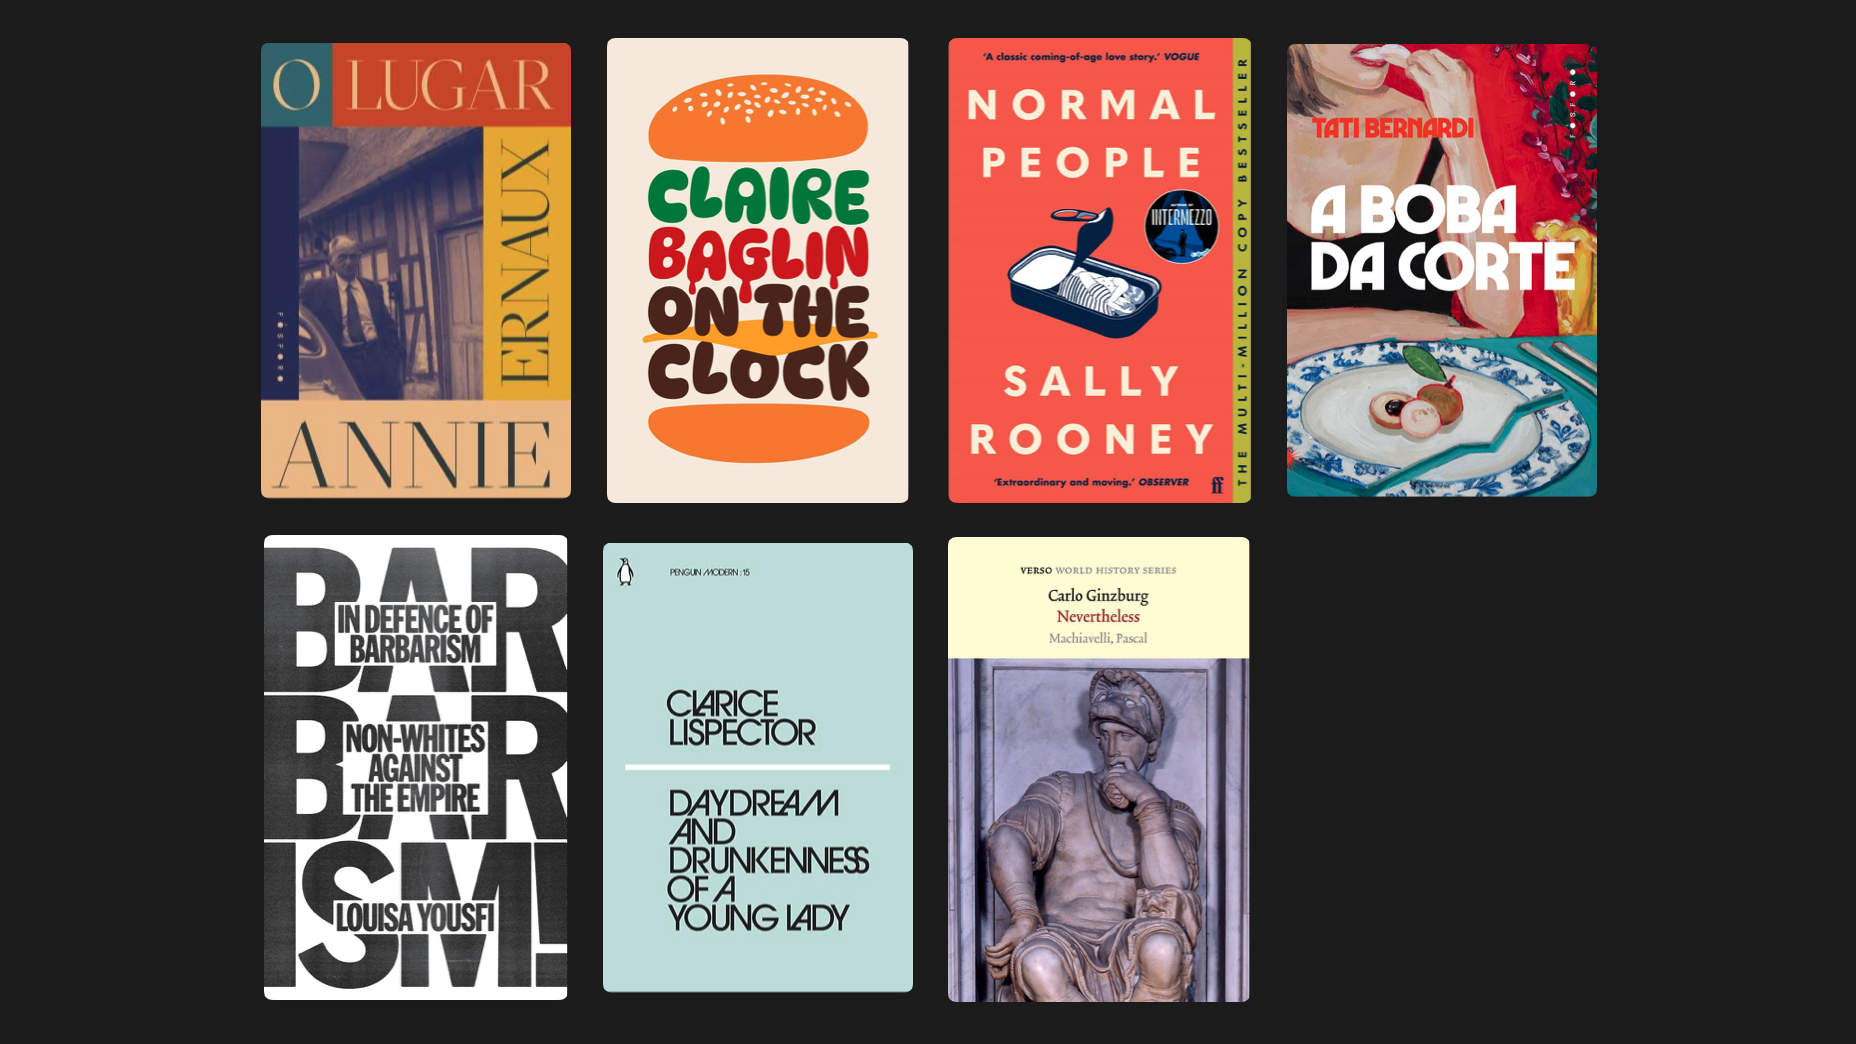 O LUGAR
ERNAUX
FÓSFORO
ANNIE
CLAIRE
BAGLIN
ON THE
CLOCK
'A classic coming-of-age love story.' VOGUE
NORMAL
PEOPLE
INTERMEZZO
SALLY
ROONEY
'Extraordinary and moving.' OBSERVER
ff
THE MULTI-MILLION COPY BESTSELLER
FÓSFORO
TATI BERNARDI
A BOBA
DA CORTE
BAR
IN DEFENCE OF
BARBARISM
BAR
NON-WHITES
AGAINST
THE EMPIRE
ISM!
LOUISA YOUSFI
PENGUIN MODERN : 15
CLARICE
LISPECTOR
DAYDREAM
AND
DRUNKENNESS
OF A
YOUNG LADY
VERSO WORLD HISTORY SERIES
Carlo Ginzburg
Nevertheless
Machiavelli, Pascal